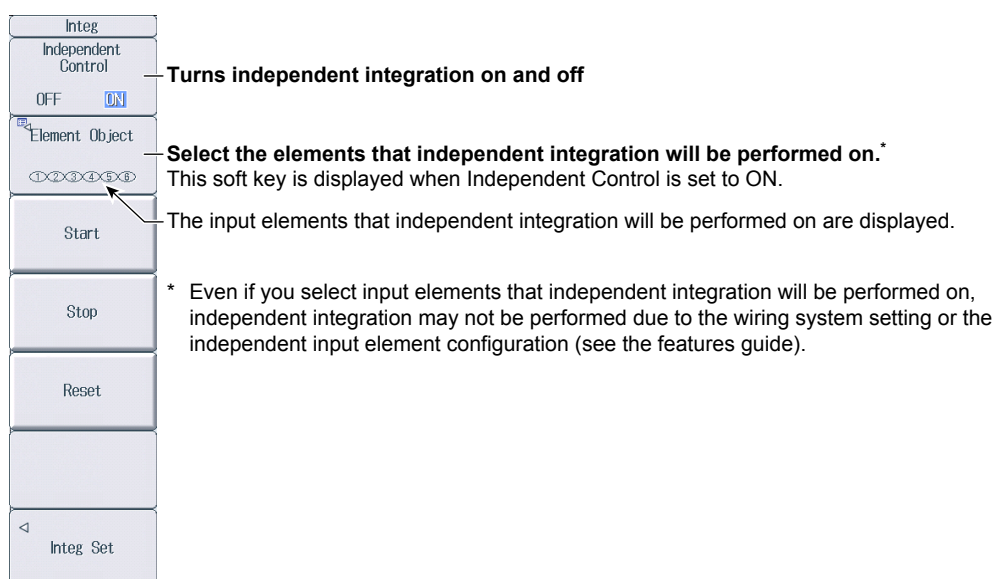 Integ
Independent
Control
OFF ON
Turns independent integration on and off
Element Object
①②③④⑤⑥
Select the elements that independent integration will be performed on.*
This soft key is displayed when Independent Control is set to ON.
The input elements that independent integration will be performed on are displayed.
Start
* Even if you select input elements that independent integration will be performed on,
independent integration may not be performed due to the wiring system setting or the
independent input element configuration (see the features guide).
Stop
Reset
Integ Set